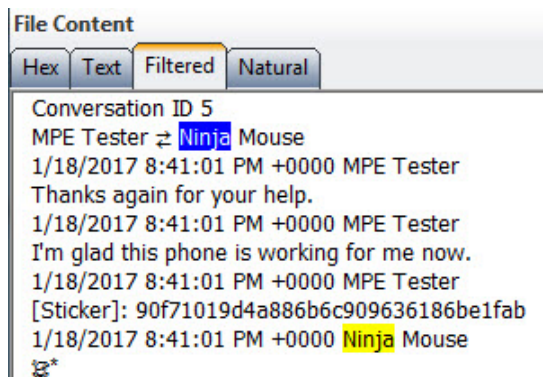 File Content
Hex Text Filtered Natural
Conversation ID 5
MPE Tester ⇄ Ninja Mouse
1/18/2017 8:41:01 PM +0000 MPE Tester
Thanks again for your help.
1/18/2017 8:41:01 PM +0000 MPE Tester
I'm glad this phone is working for me now.
1/18/2017 8:41:01 PM +0000 MPE Tester
[Sticker]: 90f71019d4a886b6c909636186be1fab
1/18/2017 8:41:01 PM +0000 Ninja Mouse